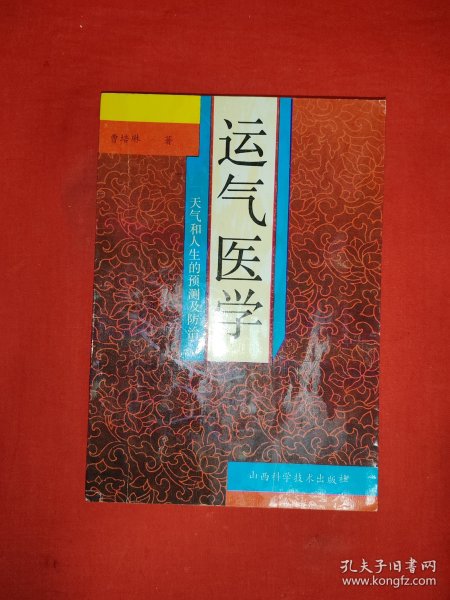 曹培琳 著
运气医学
天气和人生的预测及防治
山西科学技术出版社
孔夫子旧书网
www.kongfz.com